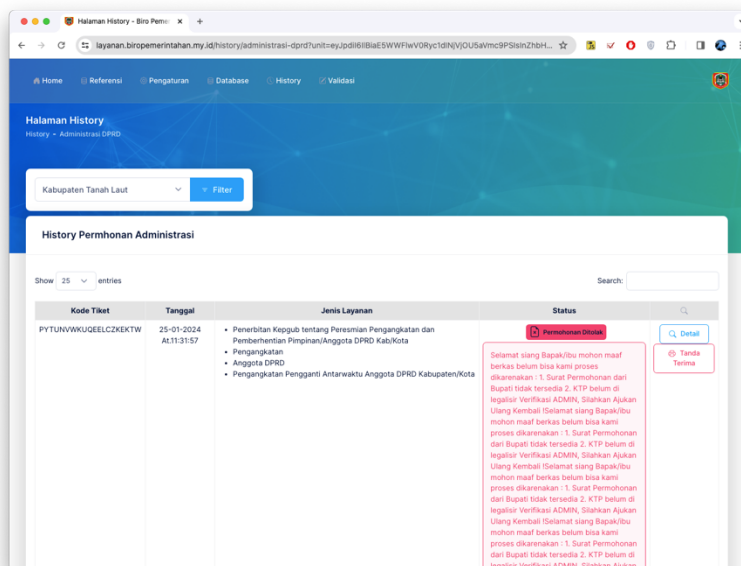 Halaman History - Biro Pemer
layanan.biropemerintahan.my.id/history/administrasi-dprd?unit=
Home Referensi Pengaturan Database History Validasi
Halaman History
History - Administrasi DPRD
Kabupaten Tanah Laut Filter
History Permhonan Administrasi
Show 25 entries Search:
Kode Tiket Tanggal Jenis Layanan Status
PYTUNVWKUQEELCZKEKTW
25-01-2024
At.11:31:57
• Penerbitan Kepgub tentang Peresmian Pengangkatan dan
Pemberhentian Pimpinan/Anggota DPRD Kab/Kota
• Pengangkatan
• Anggota DPRD
• Pengangkatan Pengganti Antarwaktu Anggota DPRD Kabupaten/Kota
Permohonan Ditolak
Selamat siang Bapak/ibu mohon maaf
berkas belum bisa kami proses
dikarenakan : 1. Surat Permohonan dari
Bupati tidak tersedia 2. KTP belum di
legalisir Verifikasi ADMIN, Silahkan Ajukan
Ulang Kembali !Selamat siang Bapak/ibu
mohon maaf berkas belum bisa kami
proses dikarenakan : 1. Surat Permohonan
dari Bupati tidak tersedia 2. KTP belum di
legalisir Verifikasi ADMIN, Silahkan Ajukan
Ulang Kembali !Selamat siang Bapak/ibu
mohon maaf berkas belum bisa kami
proses dikarenakan : 1. Surat Permohonan
dari Bupati tidak tersedia 2. KTP belum di
legalisir Verifikasi ADMIN, Silahkan Ajukan
Ulang Kembali !Selamat siang Bapak/ibu
mohon maaf berkas belum bisa kami
proses dikarenakan : 1. Surat Permohonan
dari Bupati tidak tersedia 2. KTP belum di
legalisir Verifikasi ADMIN, Silahkan Ajukan
Detail
Tanda
Terima